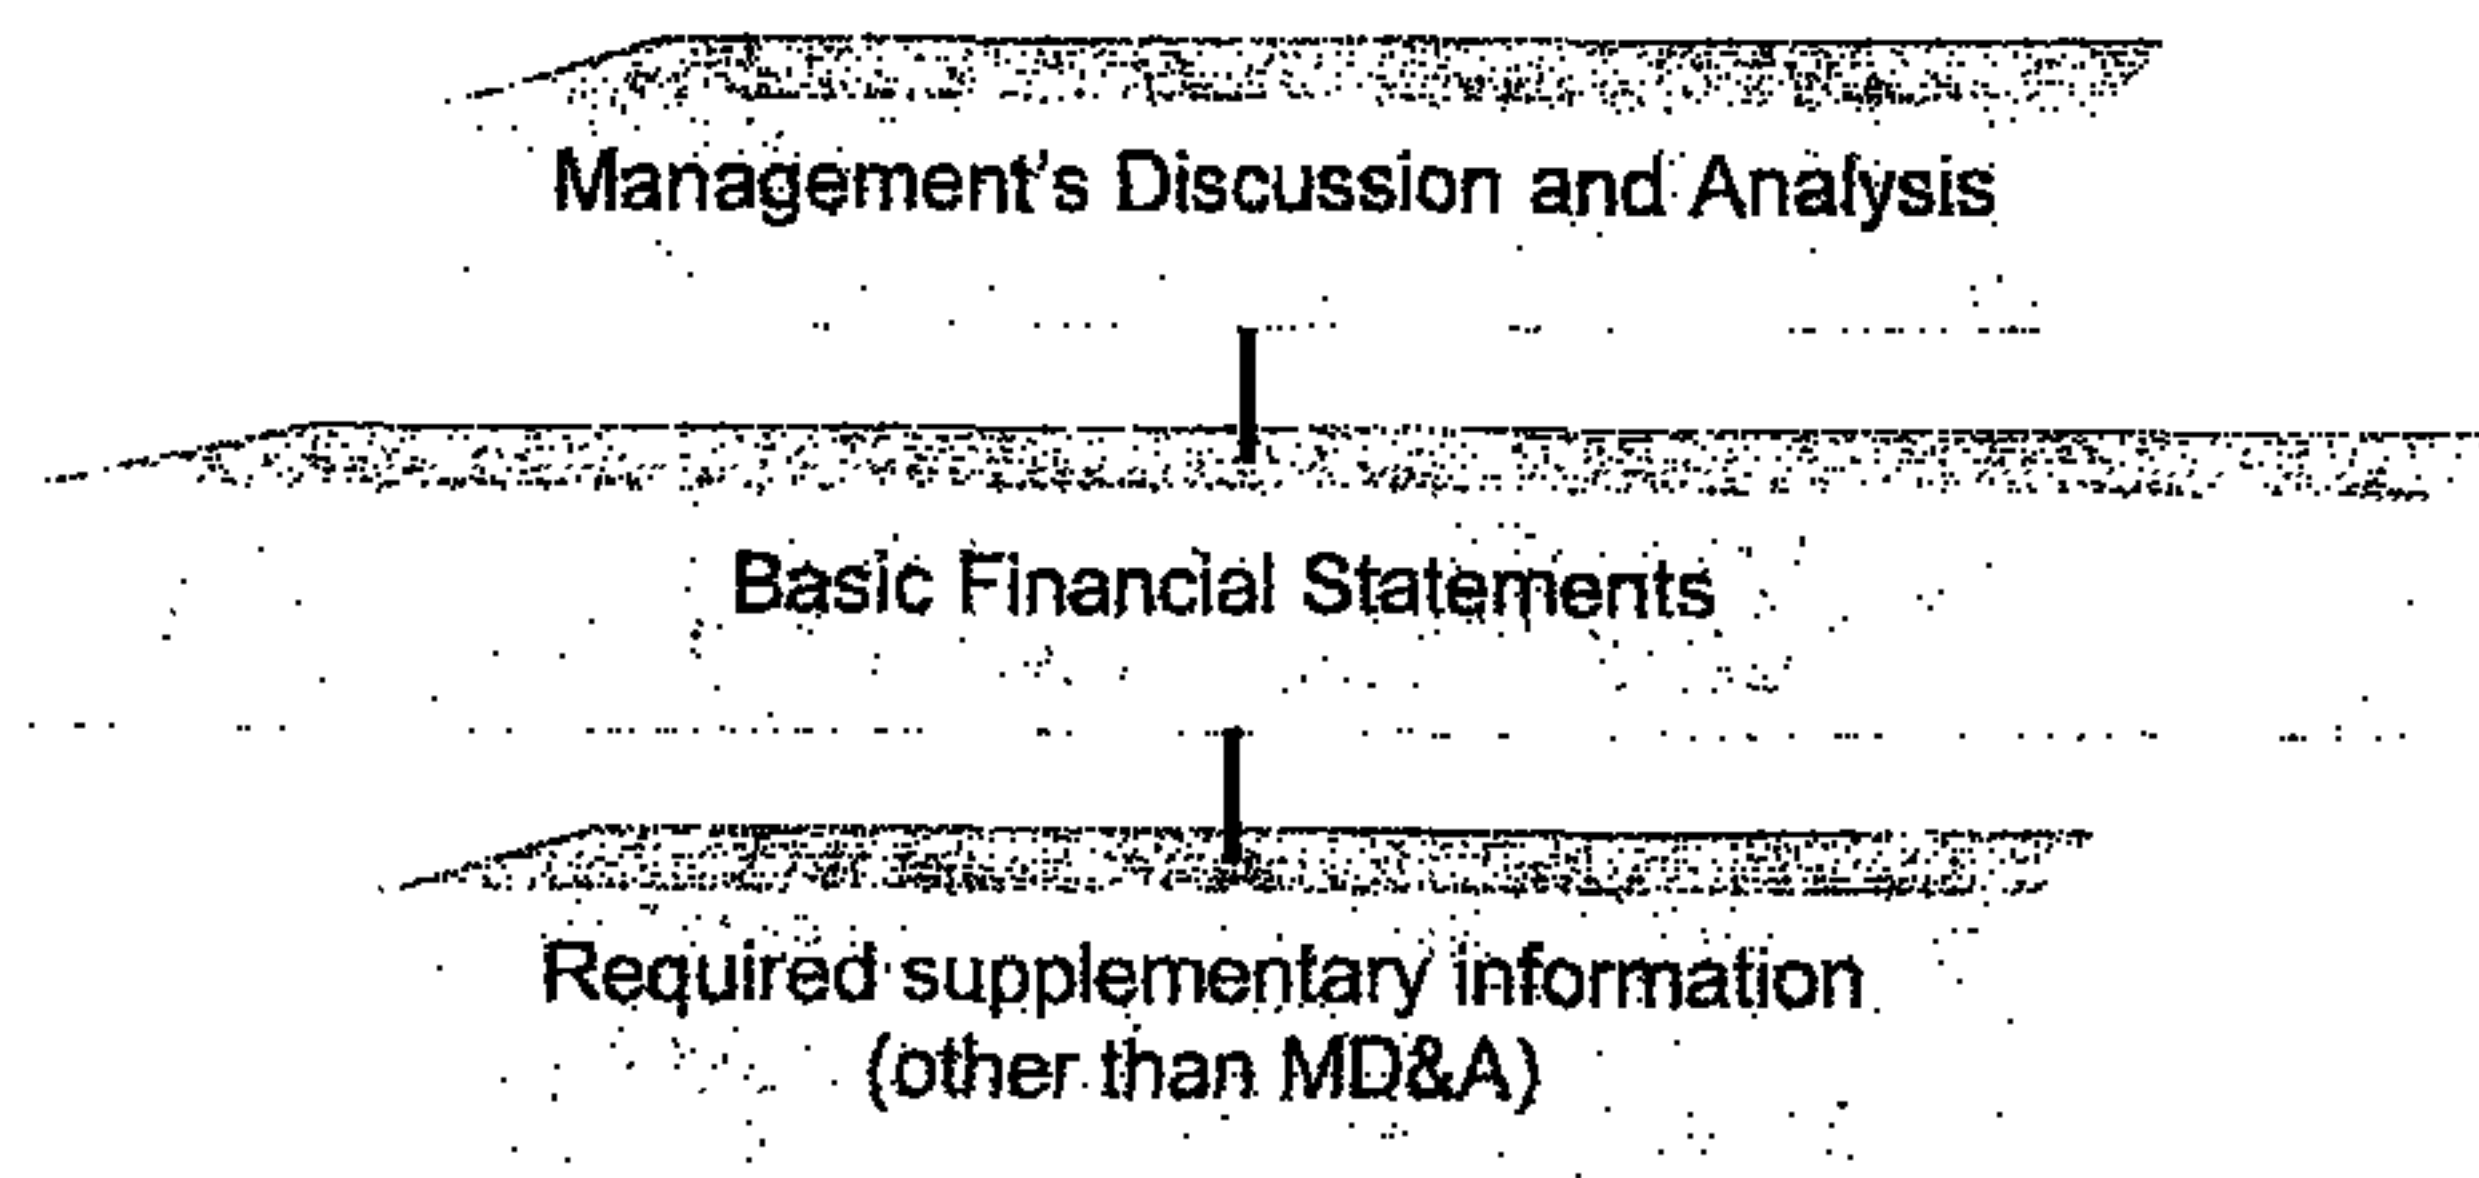 Management's Discussion and Analysis
Basic Financial Statements
Required supplementary information
(other than MD&A)